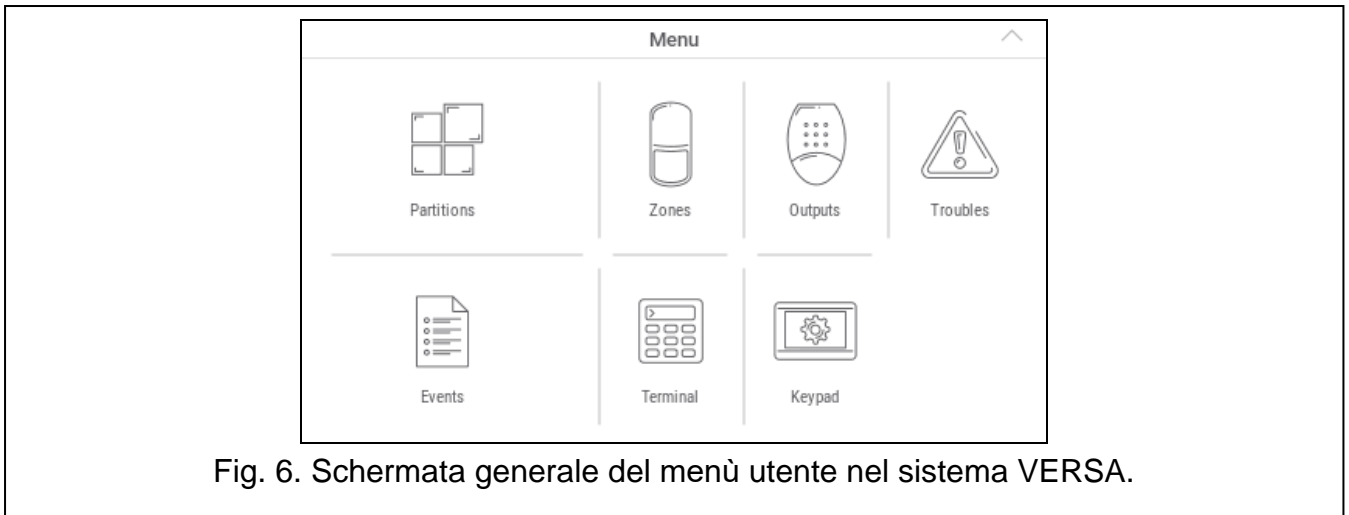 Menu
Partitions
Zones
Outputs
Troubles
Events
Terminal
Keypad
Fig. 6. Schermata generale del menù utente nel sistema VERSA.